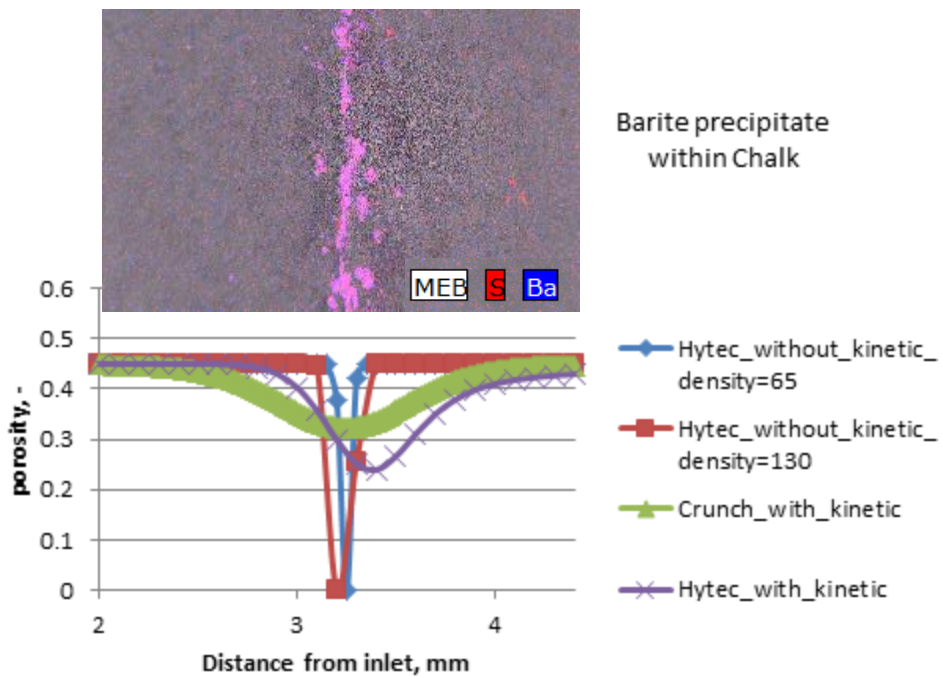 Barite precipitate
within Chalk
MEB S Ba
0.6
0.5
0.4
0.3
0.2
0.1
0
porosity, -
2 3 4
Distance from inlet, mm
Hytec_without_kinetic_
density=65
Hytec_without_kinetic_
density=130
Crunch_with_kinetic
Hytec_with_kinetic